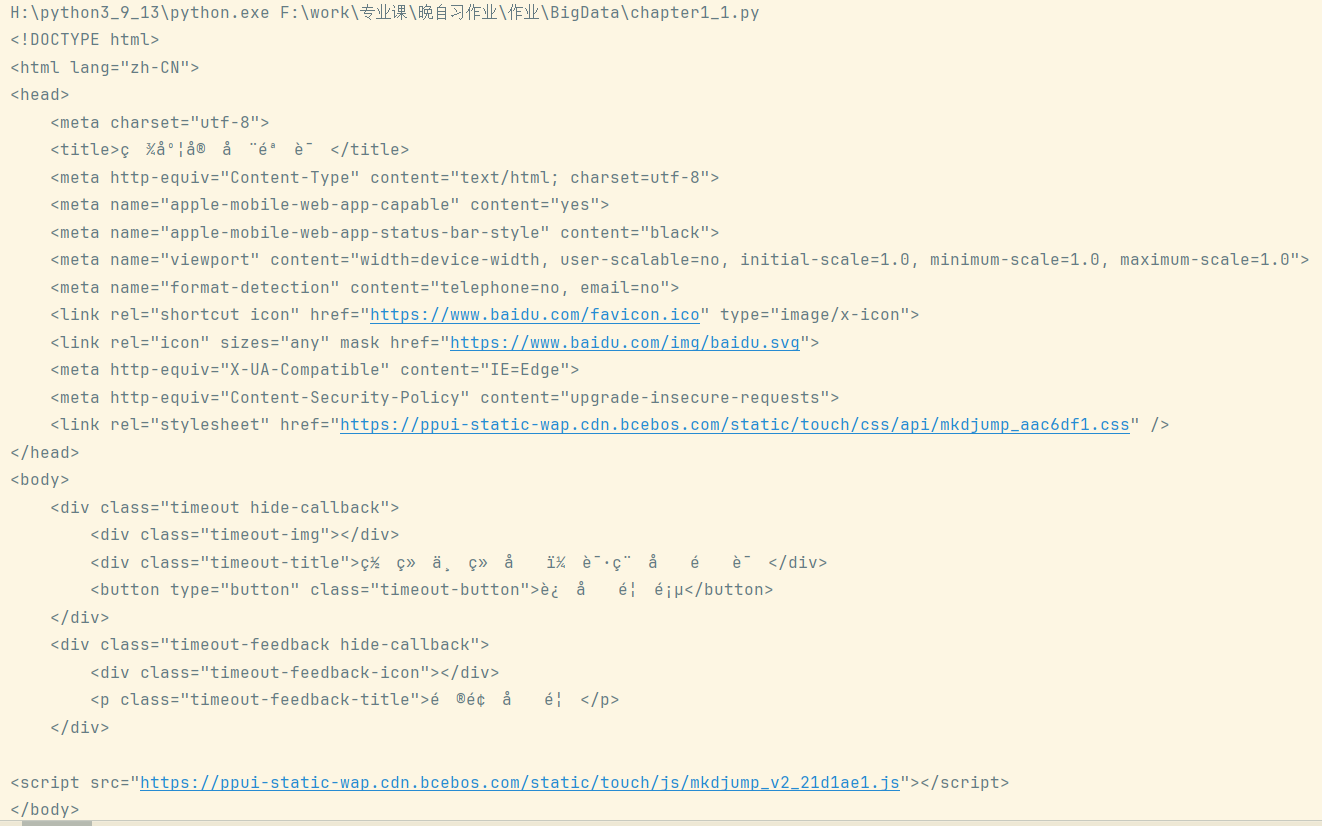 H:\python3_9_13\python.exe F:\work\专业课\晚自习作业\作业\BigData\chapter1_1.py
<!DOCTYPE html>
<html lang="zh-CN">
<head>
    <meta charset="utf-8">
    <title>ç ¾åº¦å® å ¨éª è¯ </title>
    <meta http-equiv="Content-Type" content="text/html; charset=utf-8">
    <meta name="apple-mobile-web-app-capable" content="yes">
    <meta name="apple-mobile-web-app-status-bar-style" content="black">
    <meta name="viewport" content="width=device-width, user-scalable=no, initial-scale=1.0, minimum-scale=1.0, maximum-scale=1.0">
    <meta name="format-detection" content="telephone=no, email=no">
    <link rel="shortcut icon" href="https://www.baidu.com/favicon.ico" type="image/x-icon">
    <link rel="icon" sizes="any" mask href="https://www.baidu.com/img/baidu.svg">
    <meta http-equiv="X-UA-Compatible" content="IE=Edge">
    <meta http-equiv="Content-Security-Policy" content="upgrade-insecure-requests">
    <link rel="stylesheet" href="https://ppui-static-wap.cdn.bcebos.com/static/touch/css/api/mkdjump_aac6df1.css" />
</head>
<body>
    <div class="timeout hide-callback">
        <div class="timeout-img"></div>
        <div class="timeout-title">ç½ ç» ä¸ ç» å ï¼ è¯·ç¨ å é è¯ </div>
        <button type="button" class="timeout-button">è¿ å é¦ é¡µ</button>
    </div>
    <div class="timeout-feedback hide-callback">
        <div class="timeout-feedback-icon"></div>
        <p class="timeout-feedback-title">é ®é¢ å é¦ </p>
    </div>
<script src="https://ppui-static-wap.cdn.bcebos.com/static/touch/js/mkdjump_v2_21d1ae1.js"></script>
</body>